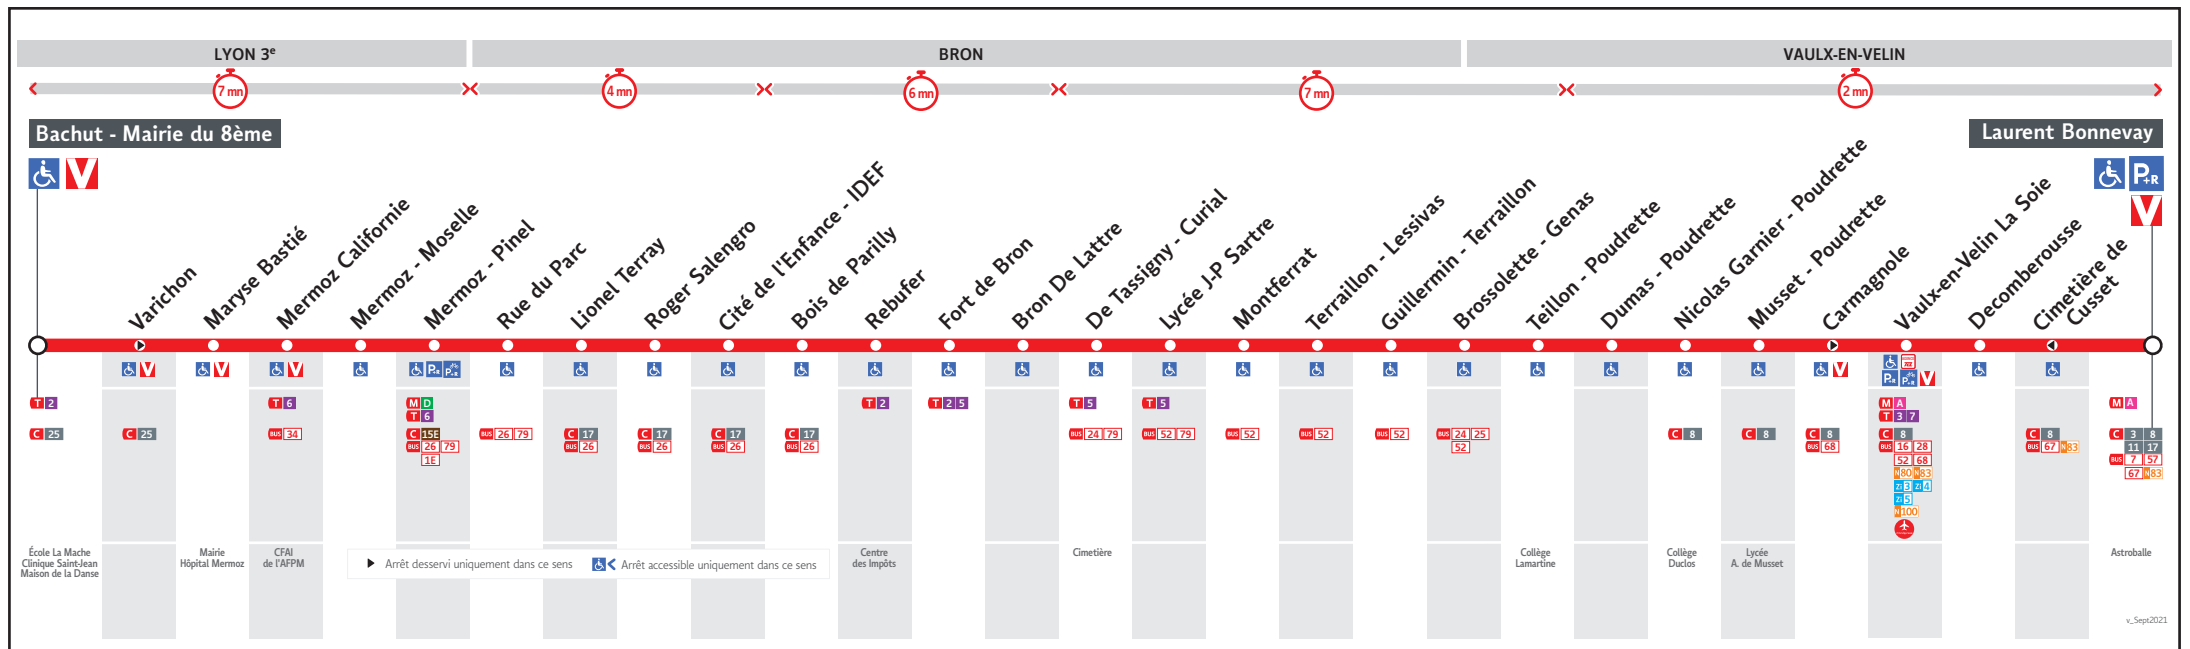 LYON 3e
BRON
VAULX-EN-VELIN
7 mn
4 mn
6 mn
7 mn
2 mn
Bachut - Mairie du 8ème
Laurent Bonnevay
P+R
Varichon
Maryse Bastié
Mermoz Californie
Mermoz - Moselle
Mermoz - Pinel
Rue du Parc
Lionel Terray
Roger Salengro
Cité de l'Enfance - IDEF
Bois de Parilly
Rebufer
Fort de Bron
Bron De Lattre
De Tassigny - Curial
Lycée J-P Sartre
Montferrat
Terraillon - Lessivas
Guillermin - Terraillon
Brossolette - Genas
Teillon - Poudrette
Dumas - Poudrette
Nicolas Garnier - Poudrette
Musset - Poudrette
Carmagnole
Vaulx-en-Velin La Soie
Decomberousse
Cimetière de
Cusset
T 2
C 25
C 25
T 6
BUS 34
P+R P+R
M D
T 6
C 15E
BUS 26 79
1E
BUS 26 79
C 17
BUS 26
C 17
BUS 26
C 17
BUS 26
C 17
BUS 26
T 2
T 2 5
T 5
BUS 24 79
T 5
BUS 52 79
BUS 52
BUS 52
BUS 52
BUS 24 25
52
C 8
C 8
C 8
BUS 68
P+R P+R
M A
T 3 7
C 8
BUS 16 28
52 68
N80 N83
Zi 3 Zi 4
Zi 5
N100
C 8
BUS 67 N83
M A
C 3 8
11 17
BUS 7 57
67 N83
École La Mache
Clinique Saint-Jean
Maison de la Danse
Mairie
Hôpital Mermoz
CFAI
de l'AFPM
Arrêt desservi uniquement dans ce sens
Arrêt accessible uniquement dans ce sens
Centre
des Impôts
Cimetière
Collège
Lamartine
Collège
Duclos
Lycée
A. de Musset
Astroballe
v_Sept2021